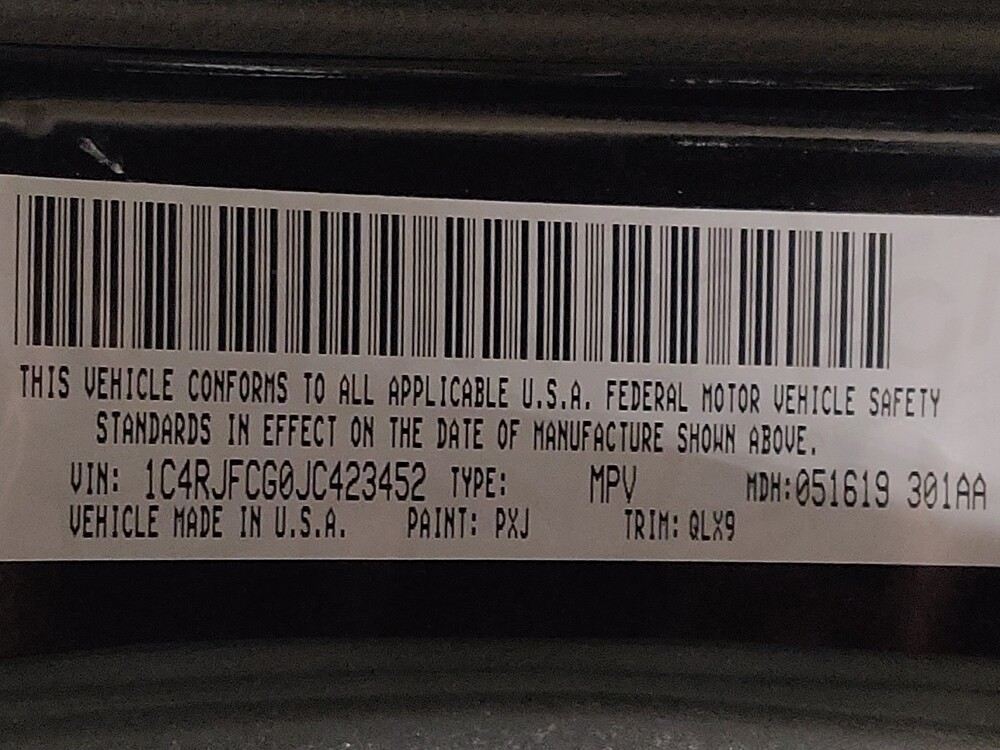 THIS VEHICLE CONFORMS TO ALL APPLICABLE U.S.A. FEDERAL MOTOR VEHICLE SAFETY
STANDARDS IN EFFECT ON THE DATE OF MANUFACTURE SHOWN ABOVE.
VIN: 1C4RJFCG0JC423452 TYPE: MPV MDH:051619 301AA
VEHICLE MADE IN U.S.A. PAINT: PXJ TRIM: QLX9